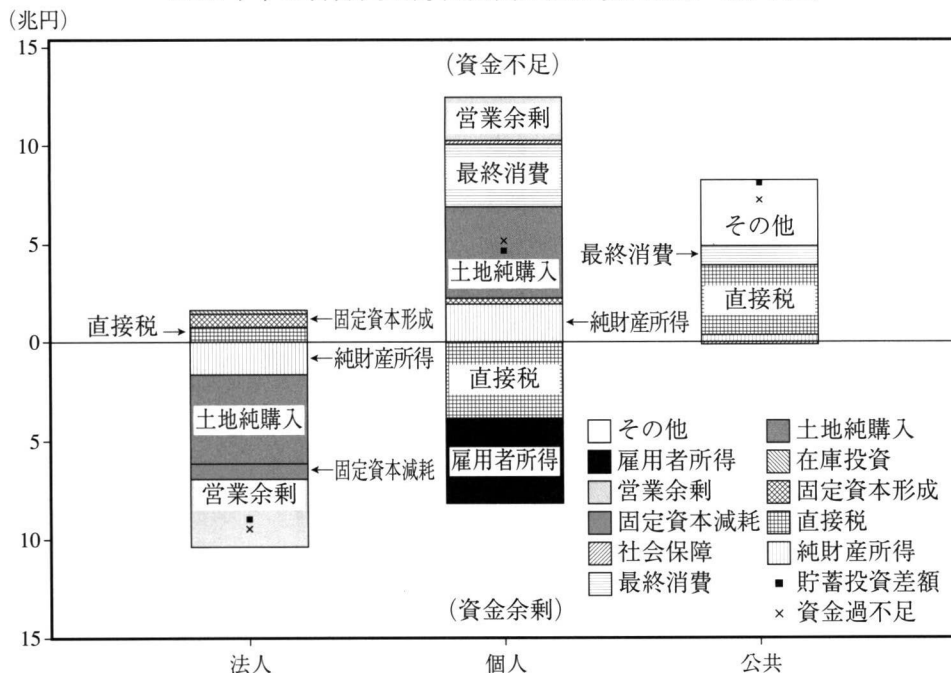 （兆円）
15
（資金不足）
営業余剰
10
最終消費
その他
5
土地純購入
最終消費
直接税
固定資本形成
直接税
純財産所得
0
純財産所得
直接税
土地純購入
雇用者所得
5
固定資本減耗
営業余剰
10
その他
土地純購入
雇用者所得
在庫投資
営業余剰
固定資本形成
固定資本減耗
直接税
社会保障
純財産所得
最終消費
貯蓄投資差額
資金過不足
（資金余剰）
15
法人
個人
公共